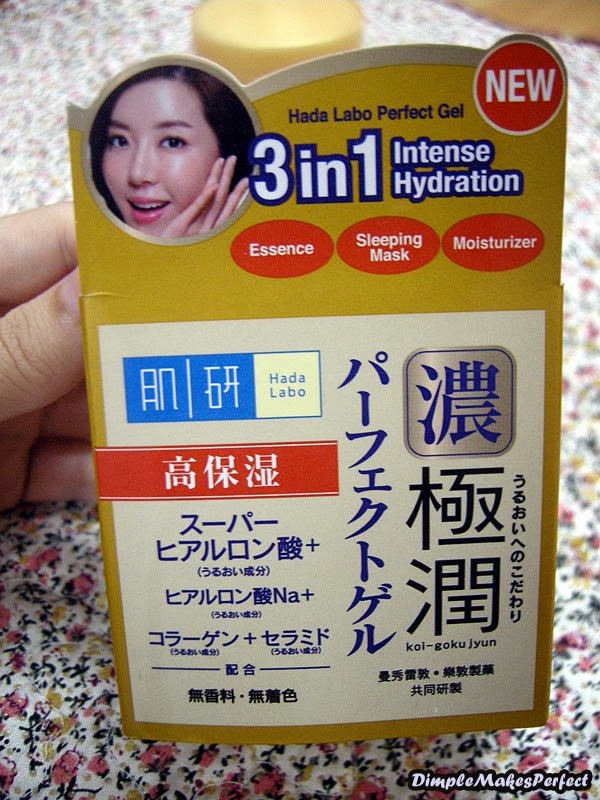 NEW
Hada Labo Perfect Gel
3in1 Intense
Hydration
Essence
Sleeping
Mask
Moisturizer
肌研
Hada
Labo
高保湿
スーパー
ヒアルロン酸+
(うるおい成分)
ヒアルロン酸Na+
(うるおい成分)
コラーゲン+セラミド
(うるおい成分) (うるおい成分)
配合
無香料・無着色
パーフェクトゲル
濃
極潤
うるおいへのこだわり
koi-gokujyun
曼秀雷敦・樂敦製藥
共同研製
DimpleMakesPerfect